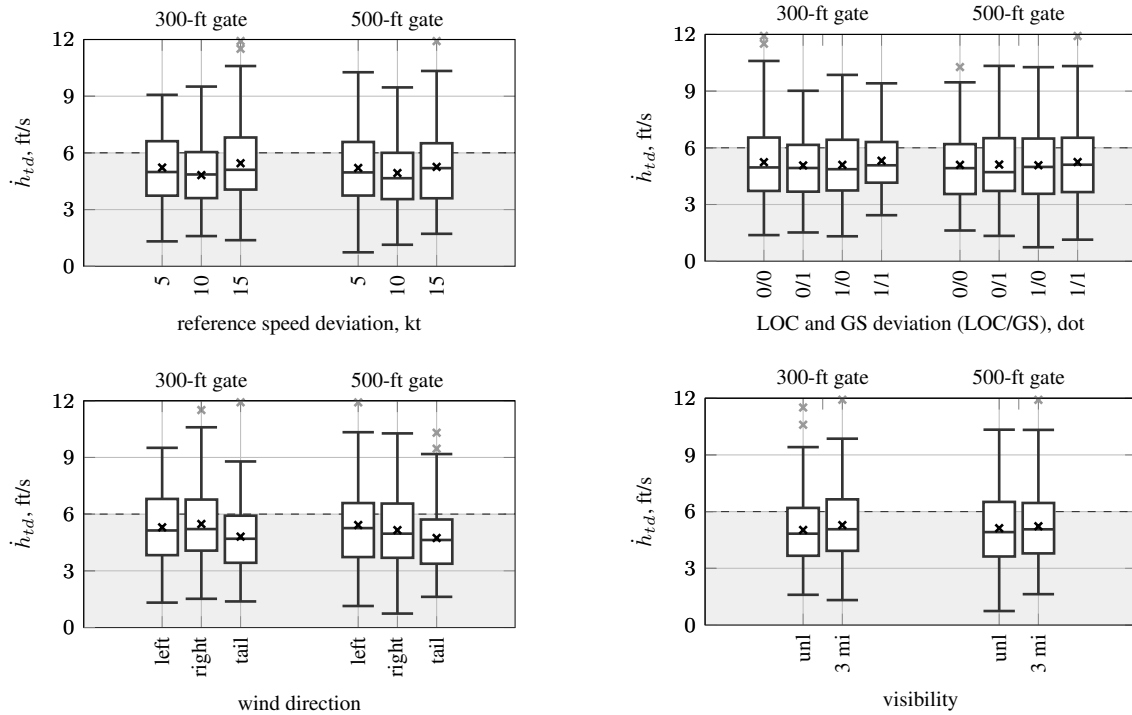 300-ft gate 500-ft gate
12
9
6
3
0
ḣtd, ft/s
5 10 15 5 10 15
reference speed deviation, kt
300-ft gate 500-ft gate
12
9
6
3
0
ḣtd, ft/s
0/0 0/1 1/0 1/1 0/0 0/1 1/0 1/1
LOC and GS deviation (LOC/GS), dot
300-ft gate 500-ft gate
12
9
6
3
0
ḣtd, ft/s
left right tail left right tail
wind direction
300-ft gate 500-ft gate
12
9
6
3
0
ḣtd, ft/s
unl 3 mi unl 3 mi
visibility